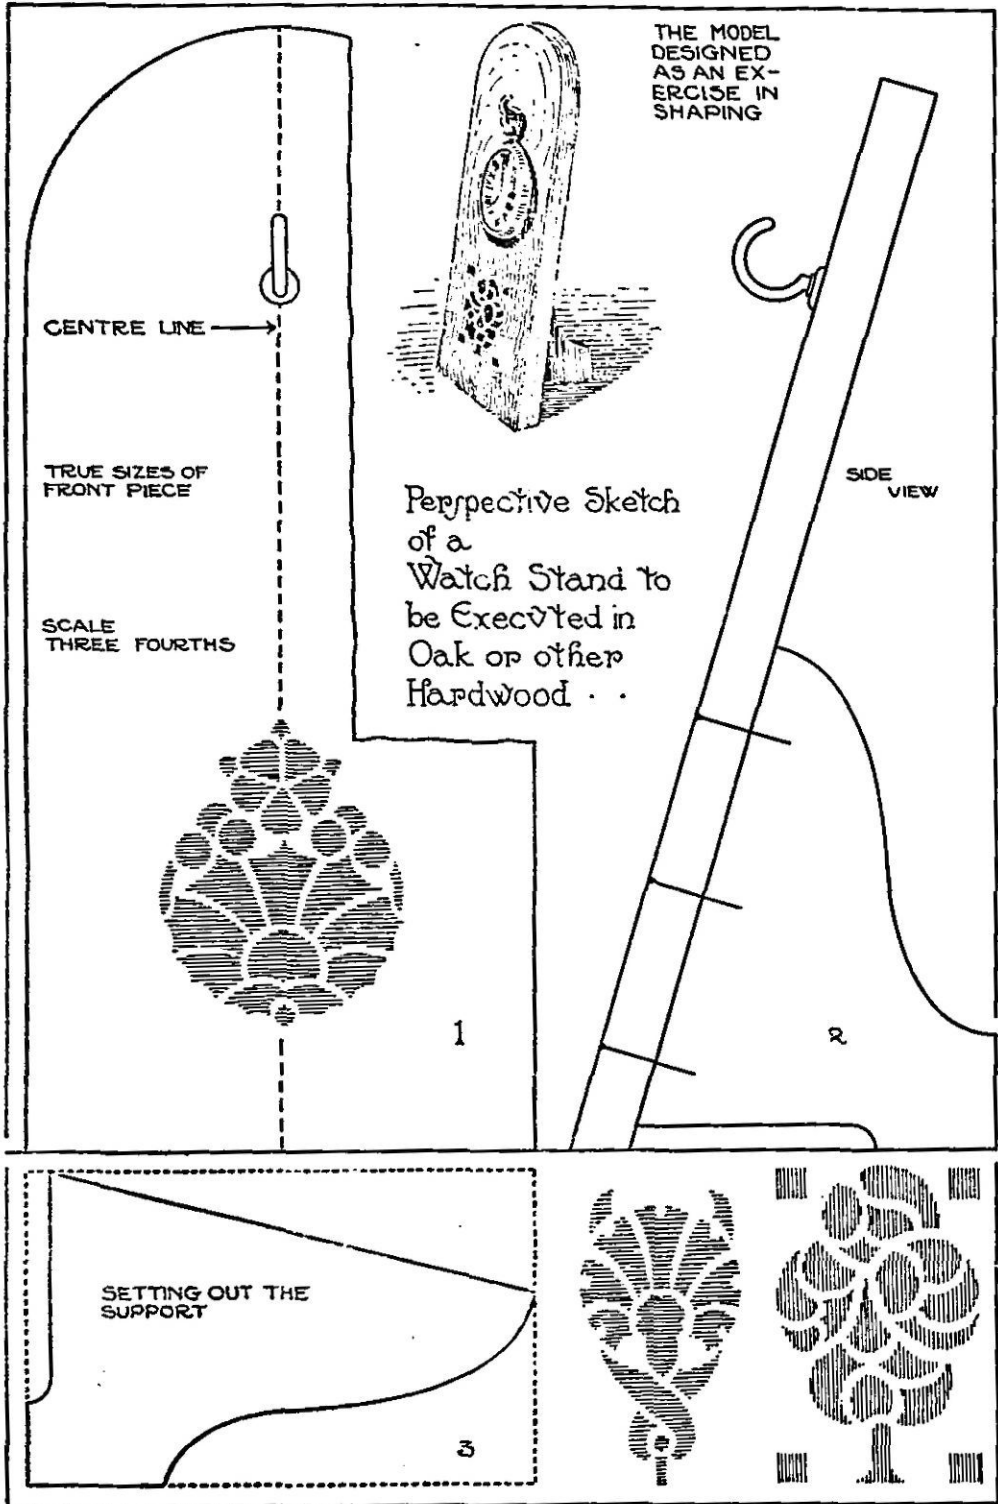 THE MODEL
DESIGNED
AS AN EX-
ERCISE IN
SHAPING
CENTRE LINE
TRUE SIZES OF
FRONT PIECE
SCALE
THREE FOURTHS
Perspective Sketch
of a
Watch Stand to
be Execvted in
Oak or other
Hardwood . .
SIDE
VIEW
1
2
SETTING OUT THE
SUPPORT
3